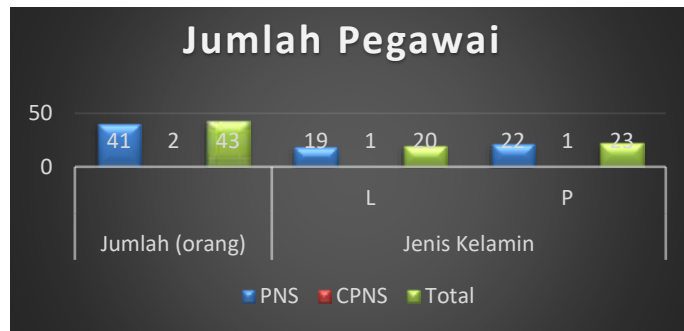 Jumlah Pegawai
50
41 2 43 19 1 20 22 1 23
0
L P
Jumlah (orang) Jenis Kelamin
PNS CPNS Total